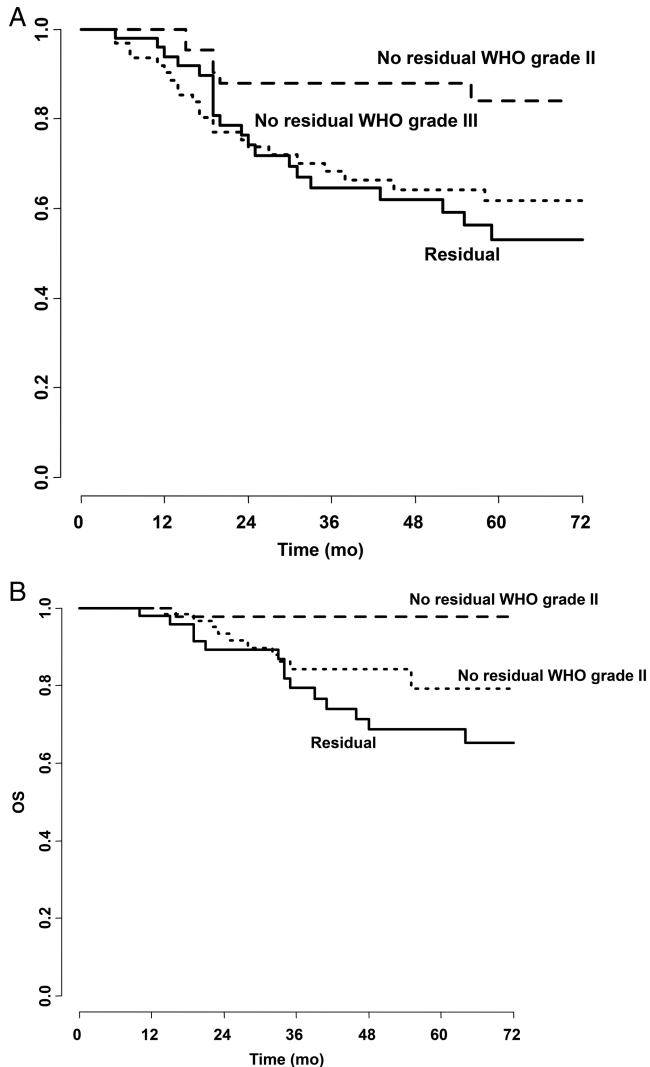 A
1.0
No residual WHO grade II
0.8
No residual WHO grade III
0.6
Residual
0.4
0.2
0.0
0 12 24 36 48 60 72
Time (mo)
B
1.0
No residual WHO grade II
0.8
No residual WHO grade II
Residual
0.6
OS
0.4
0.2
0.0
0 12 24 36 48 60 72
Time (mo)